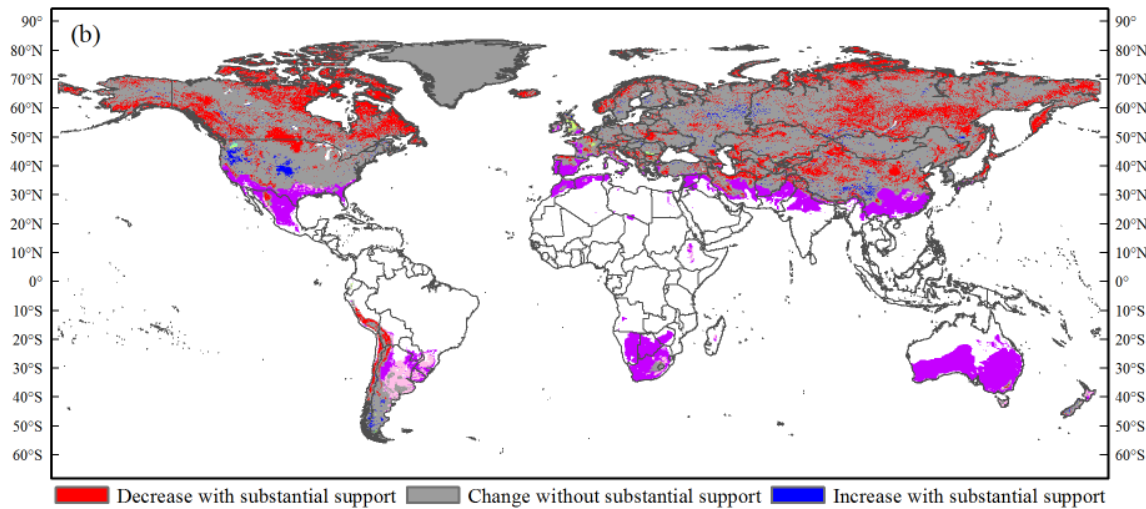 (b)
90° 90°
80°N 80°N
70°N 70°N
60°N 60°N
50°N 50°N
40°N 40°N
30°N 30°N
20°N 20°N
10°N 10°N
0° 0°
10°S 10°S
20°S 20°S
30°S 30°S
40°S 40°S
50°S 50°S
60°S 60°S
Decrease with substantial support Change without substantial support Increase with substantial support